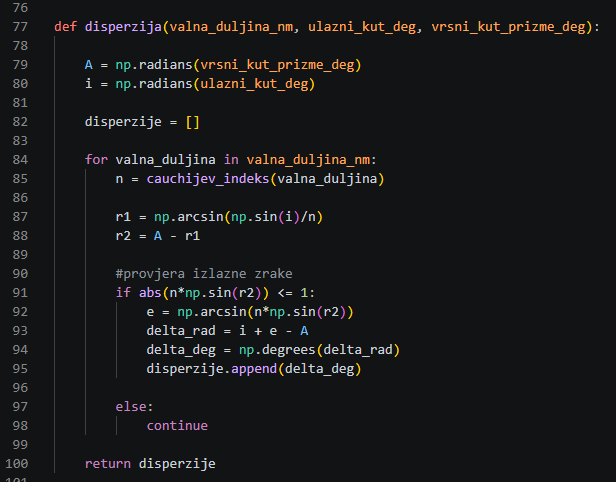 76
77 def disperzija(valna_duljina_nm, ulazni_kut_deg, vrsni_kut_prizme_deg):
78
79 A = np.radians(vrsni_kut_prizme_deg)
80 i = np.radians(ulazni_kut_deg)
81
82 disperzije = []
83
84 for valna_duljina in valna_duljina_nm:
85 n = cauchijev_indeks(valna_duljina)
86
87 r1 = np.arcsin(np.sin(i)/n)
88 r2 = A - r1
89
90 #provjera izlazne zrake
91 if abs(n*np.sin(r2)) <= 1:
92 e = np.arcsin(n*np.sin(r2))
93 delta_rad = i + e - A
94 delta_deg = np.degrees(delta_rad)
95 disperzije.append(delta_deg)
96
97 else:
98 continue
99
100 return disperzije